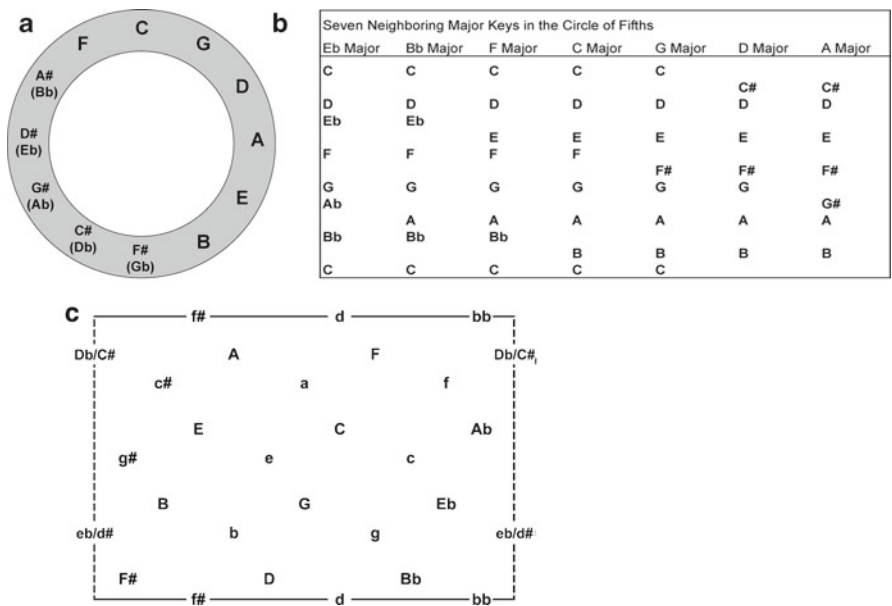 a
C
F G
A#
(Bb)
D
D#
(Eb)
A
G#
(Ab)
E
C#
(Db)
B
F#
(Gb)
b
Seven Neighboring Major Keys in the Circle of Fifths
Eb Major Bb Major F Major C Major G Major D Major A Major
C C C C C
C# C#
D D D D D D D
Eb Eb
E E E E E
F F F F
F# F# F#
G G G G G G
Ab G#
A A A A A A
Bb Bb Bb
B B B B
C C C C C
c
f# d bb
Db/C# A F Db/C#
c# a f
E C Ab
g# e c
B G Eb
eb/d# b g eb/d#
F# D Bb
f# d bb